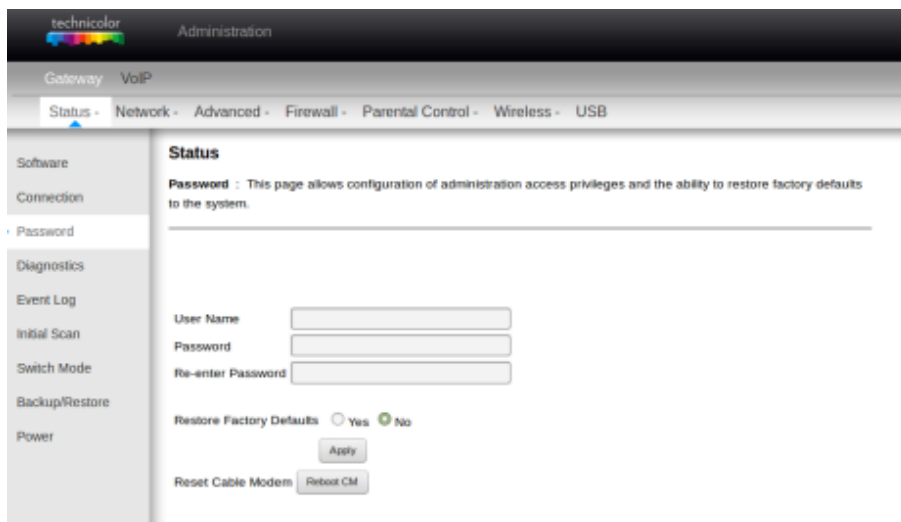 technicolor
Administration
Gateway VoIP
Status - Network - Advanced - Firewall - Parental Control - Wireless - USB
Software
Connection
Password
Diagnostics
Event Log
Initial Scan
Switch Mode
Backup/Restore
Power
Status
Password : This page allows configuration of administration access privileges and the ability to restore factory defaults
to the system.
User Name
Password
Re-enter Password
Restore Factory Defaults Yes No
Apply
Reset Cable Modem Reboot CM